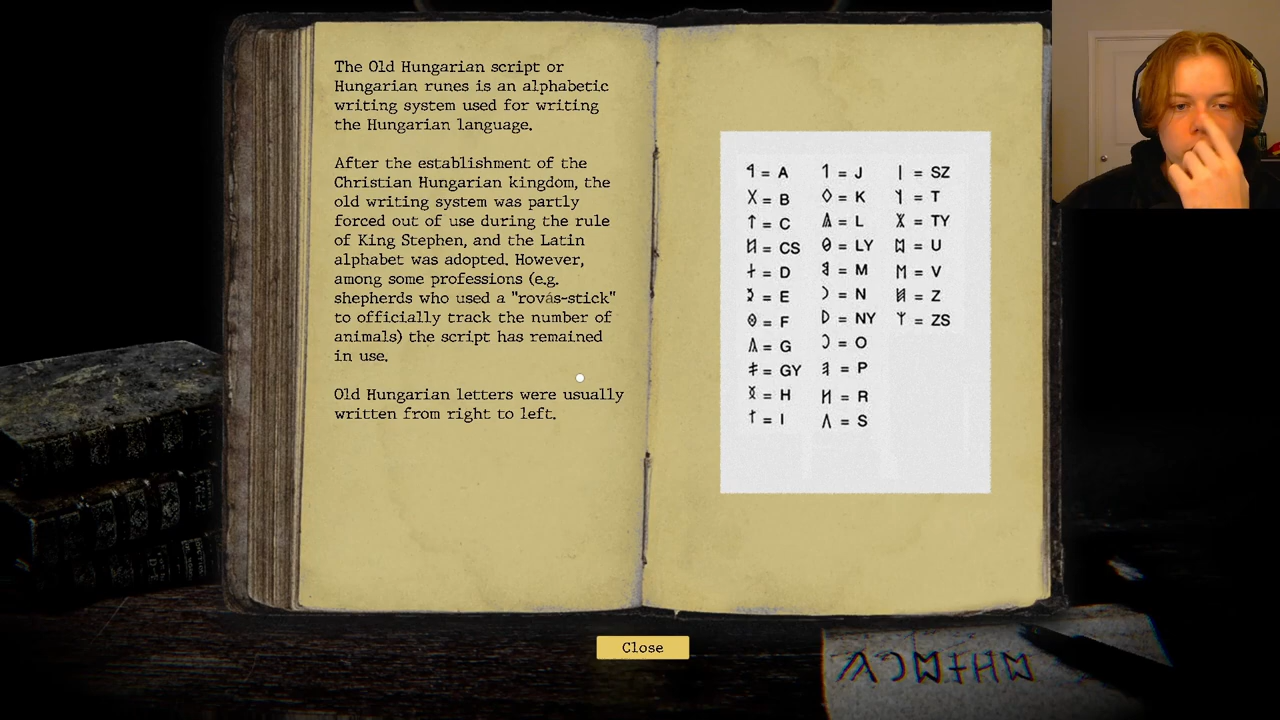 The Old Hungarian script or
Hungarian runes is an alphabetic
writing system used for writing
the Hungarian language.
After the establishment of the
Christian Hungarian kingdom, the
old writing system was partly
forced out of use during the rule
of King Stephen, and the Latin
alphabet was adopted. However,
among some professions (e.g.
shepherds who used a "rovás-stick"
to officially track the number of
animals) the script has remained
in use.
Old Hungarian letters were usually
written from right to left.
= A
= B
= C
= CS
= D
= E
= F
= G
= GY
= H
= I
= J
= K
= L
= LY
= M
= N
= NY
= O
= P
= R
= S
= SZ
= T
= TY
= U
= V
= Z
= ZS
Close